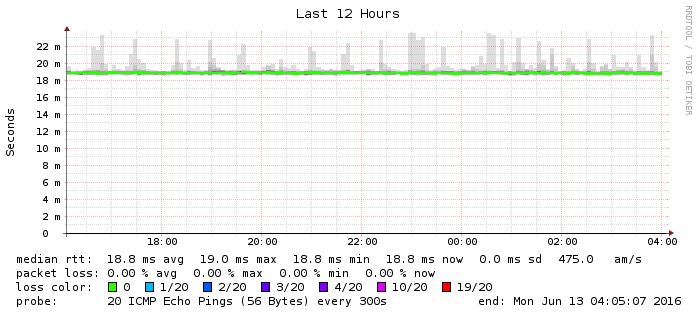 Last 12 Hours
RRDTOOL / TOBI OETIKER
Seconds
22 m
20 m
18 m
16 m
14 m
12 m
10 m
8 m
6 m
4 m
2 m
0
18:00 20:00 22:00 00:00 02:00 04:00
median rtt: 18.8 ms avg 19.0 ms max 18.8 ms min 18.8 ms now 0.0 ms sd 475.0 am/s
packet loss: 0.00 % avg 0.00 % max 0.00 % min 0.00 % now
loss color: 0 1/20 2/20 3/20 4/20 10/20 19/20
probe: 20 ICMP Echo Pings (56 Bytes) every 300s end: Mon Jun 13 04:05:07 2016